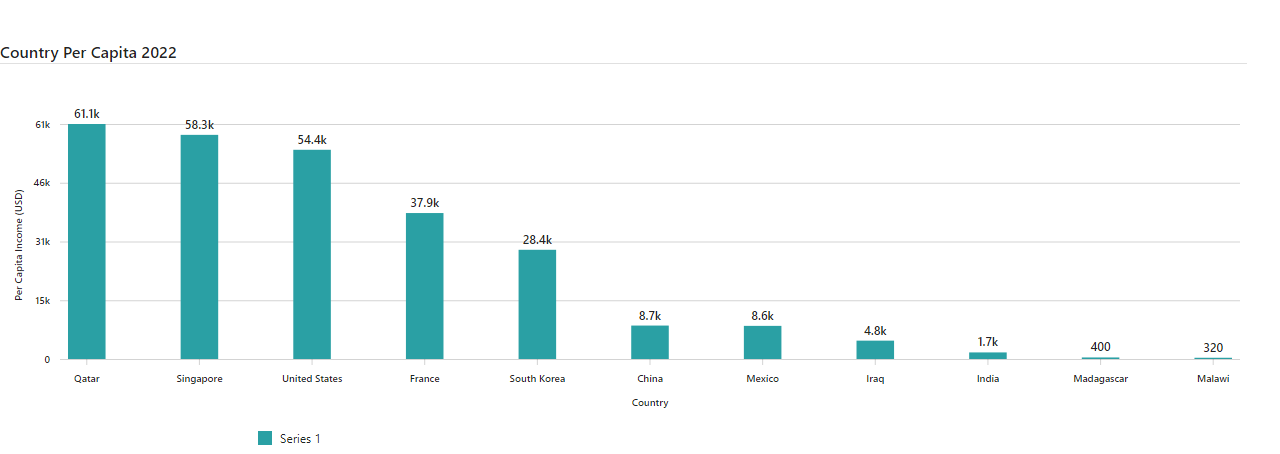 Country Per Capita 2022
61.1k
58.3k
54.4k
37.9k
28.4k
8.7k
8.6k
4.8k
1.7k
400
320
61k
46k
31k
15k
0
Per Capita Income (USD)
Qatar Singapore United States France South Korea China Mexico Iraq India Madagascar Malawi
Country
Series 1